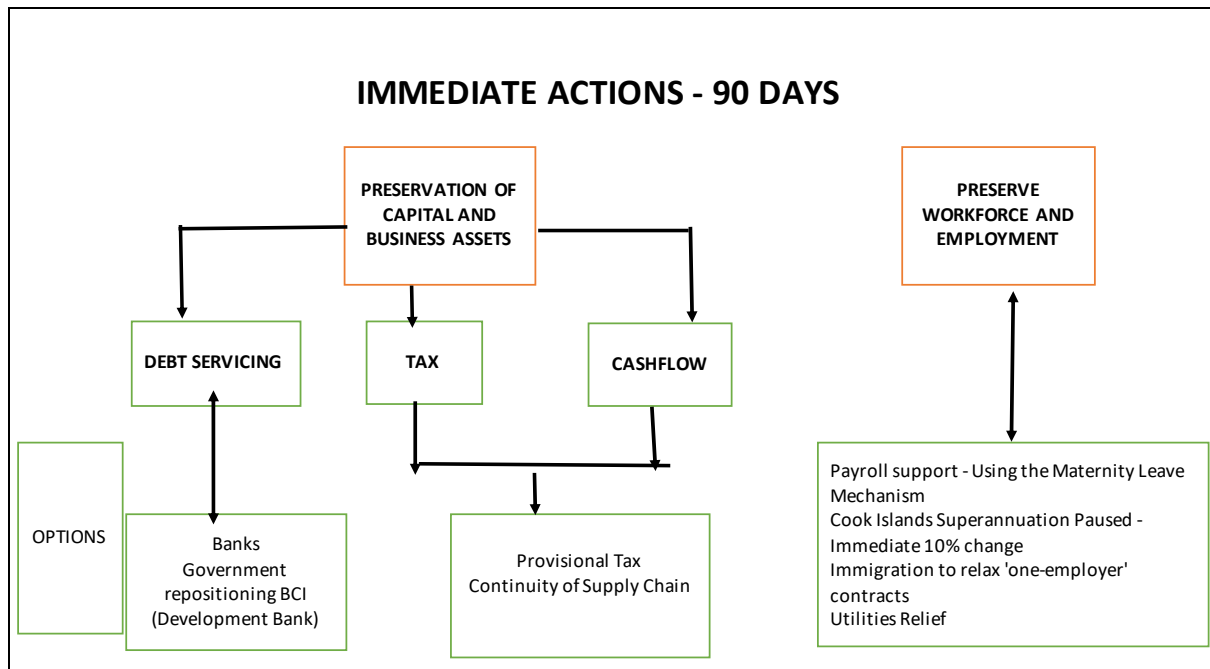 IMMEDIATE ACTIONS - 90 DAYS
PRESERVATION OF
CAPITAL AND
BUSINESS ASSETS
PRESERVE
WORKFORCE AND
EMPLOYMENT
DEBT SERVICING
TAX
CASHFLOW
OPTIONS
Banks
Government
repositioning BCI
(Development Bank)
Provisional Tax
Continuity of Supply Chain
Payroll support - Using the Maternity Leave
Mechanism
Cook Islands Superannuation Paused -
Immediate 10% change
Immigration to relax 'one-employer'
contracts
Utilities Relief